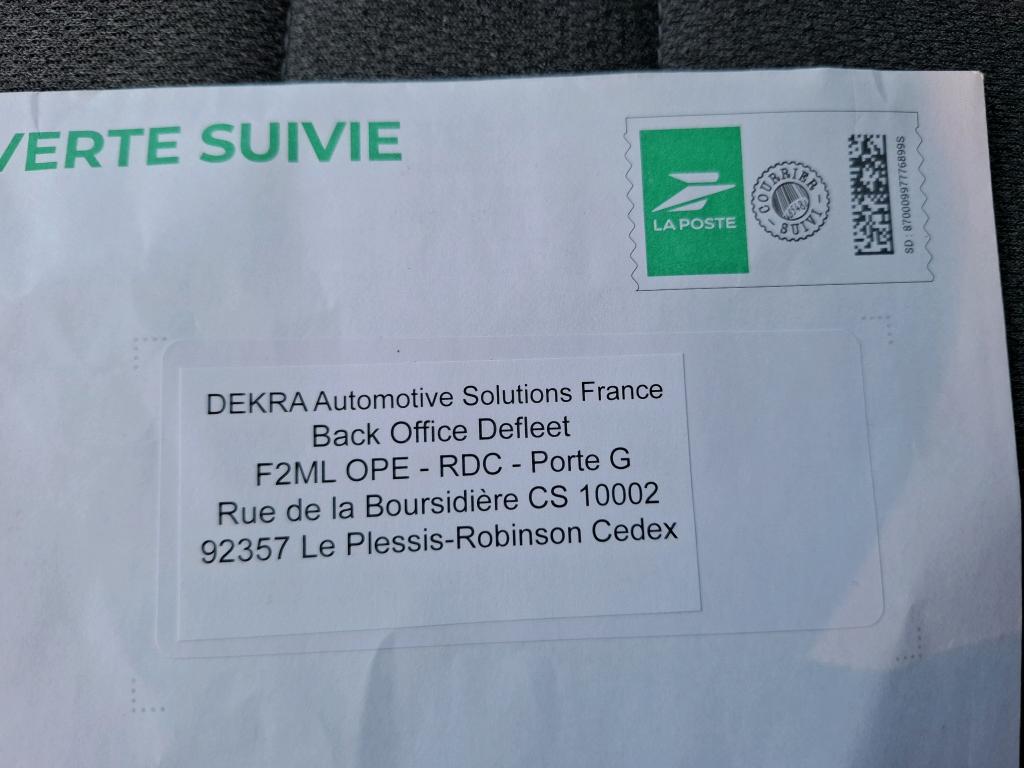 VERTE SUIVIE
LA POSTE
COURRIER
SUIVI
SD : 87000997776899S
DEKRA Automotive Solutions France
Back Office Defleet
F2ML OPE - RDC - Porte G
Rue de la Boursidière CS 10002
92357 Le Plessis-Robinson Cedex